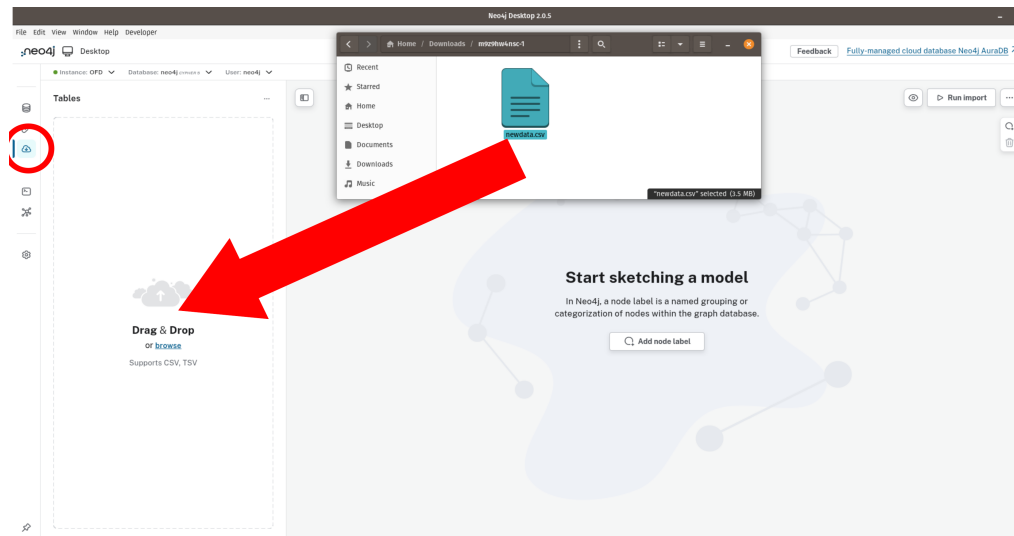 Neo4j Desktop 2.0.5
File Edit View Window Help Developer
neo4j Desktop
Feedback Fully-managed cloud database Neo4j AuraDB
Instance: OFD Database: neo4j User: neo4j
Home / Downloads / m9z9hw4nsc-1
Recent
Starred
Home
Desktop
Documents
Downloads
Music
newdata.csv
"newdata.csv" selected (3.5 MB)
Tables
Run import
Drag & Drop
or browse
Supports CSV, TSV
Start sketching a model
In Neo4j, a node label is a named grouping or
categorization of nodes within the graph database.
Add node label